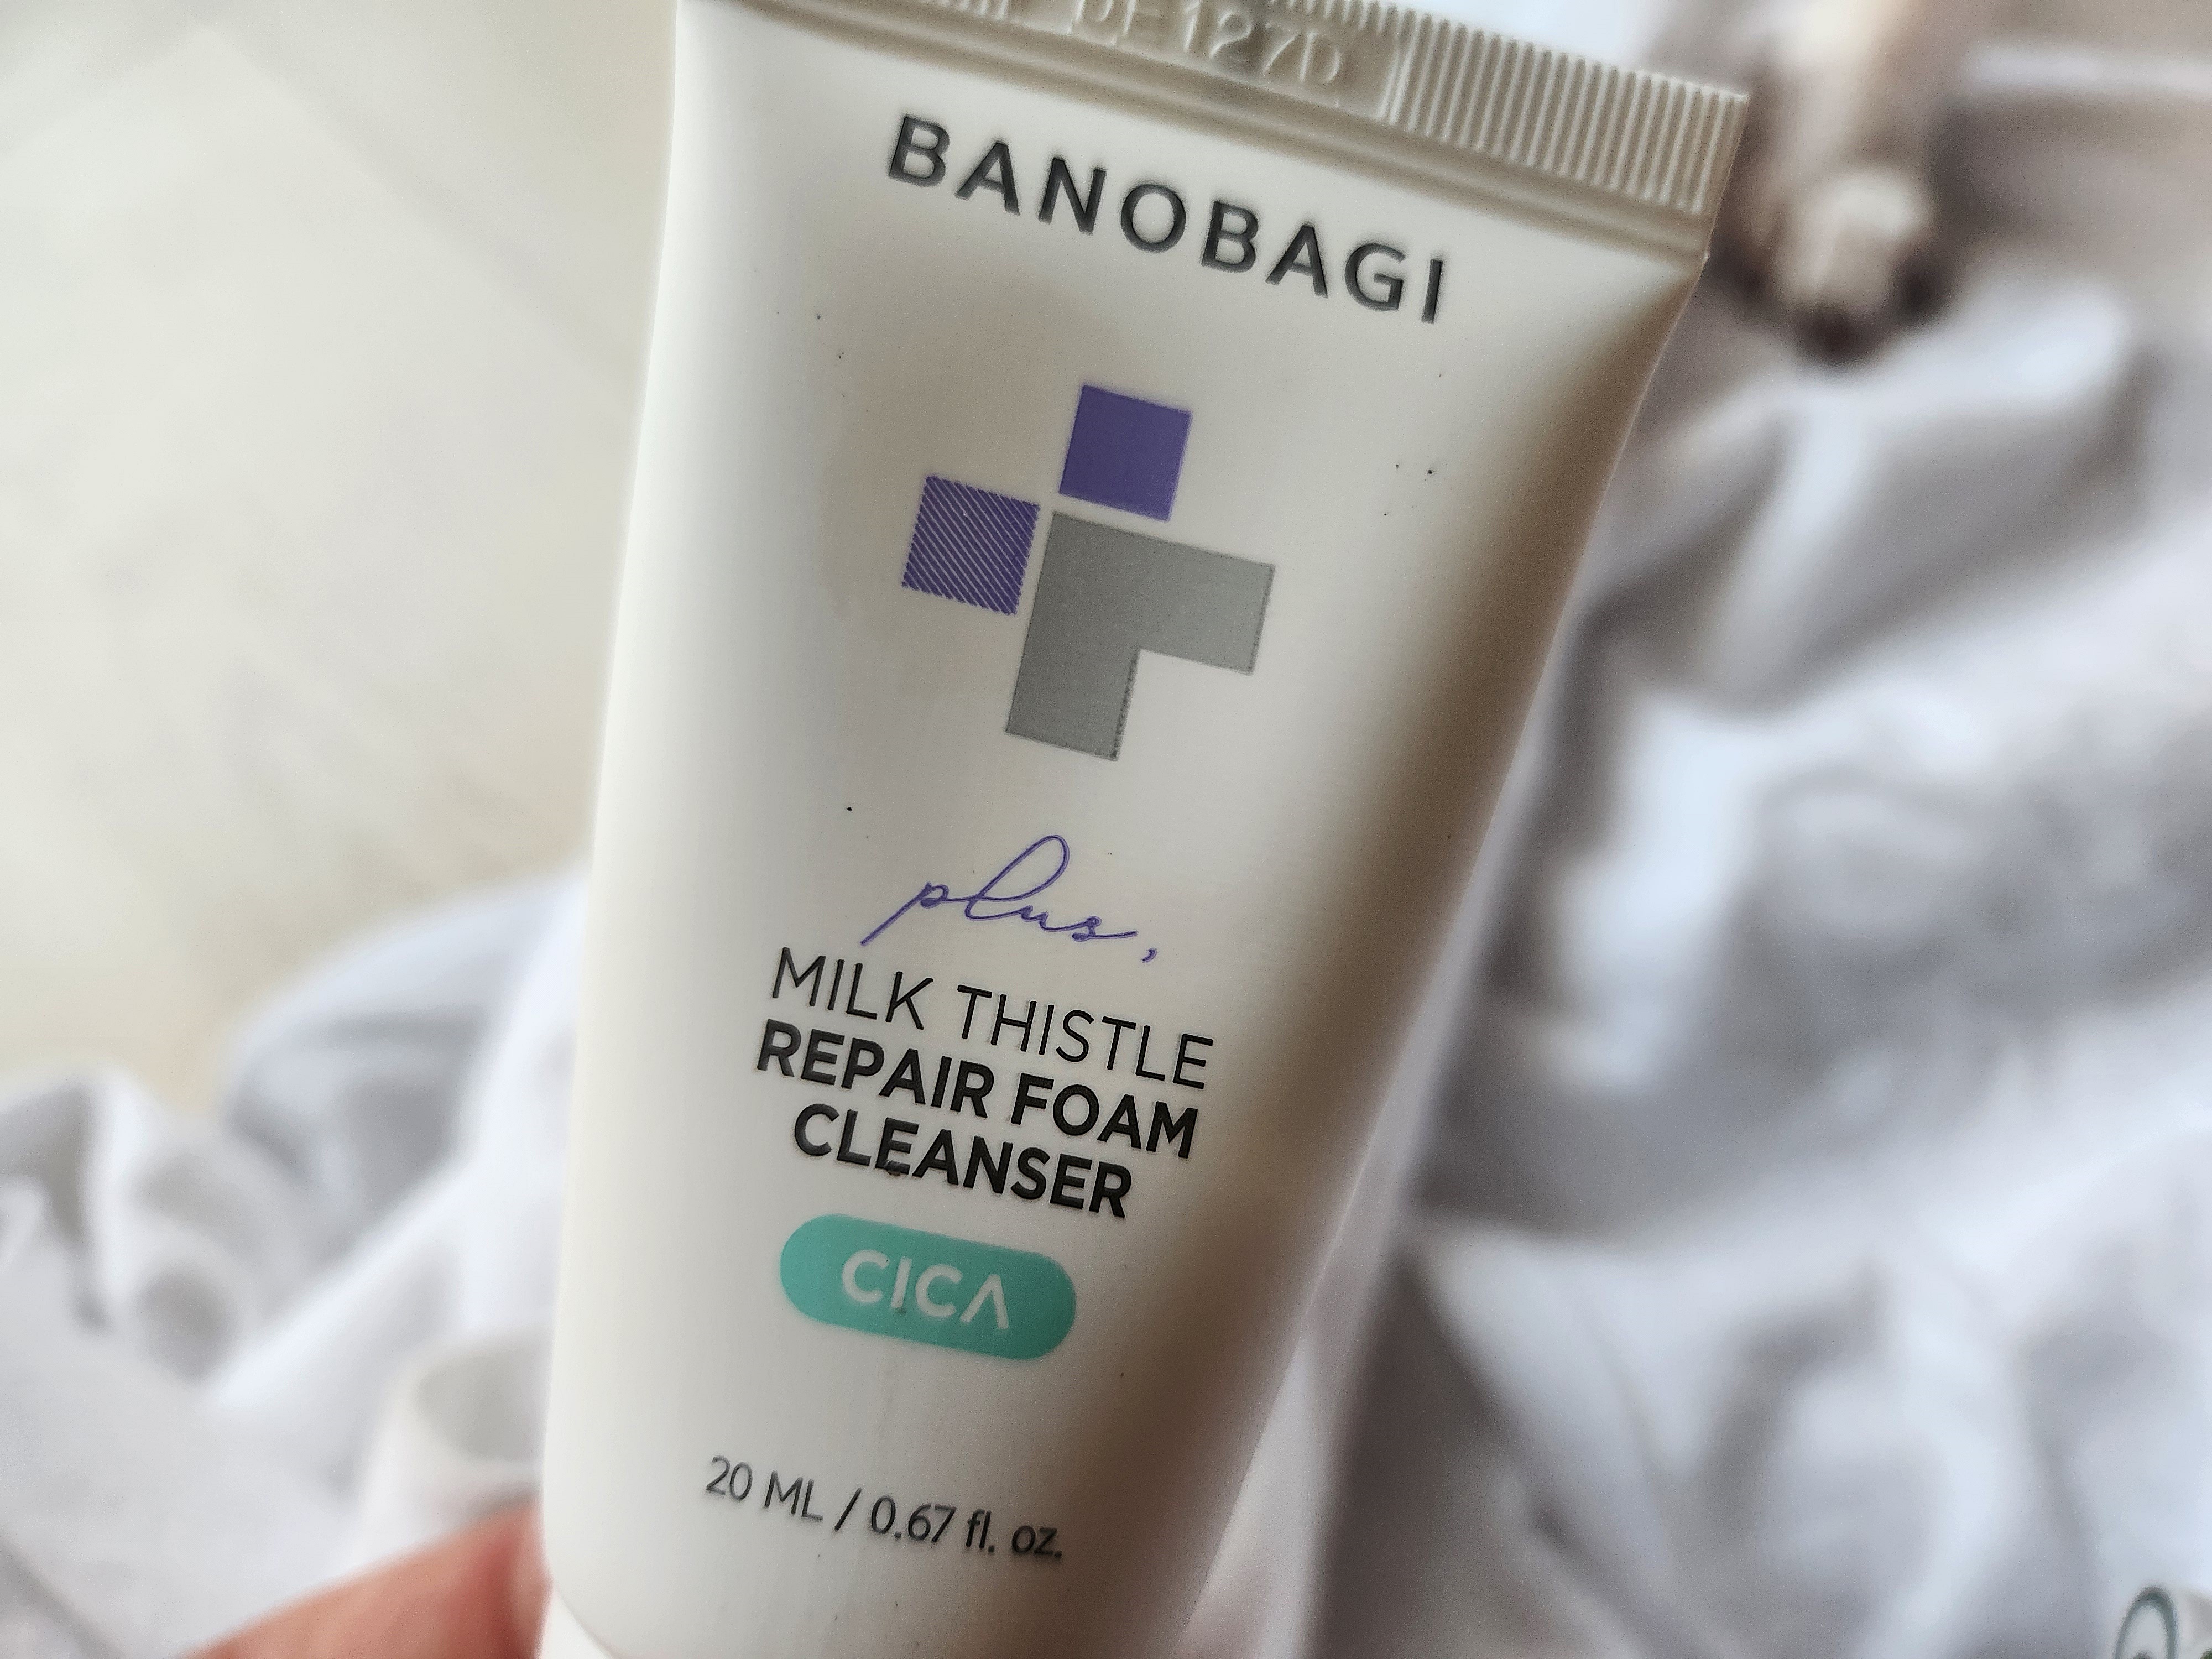 BANOBAGI
plus,
MILK THISTLE
REPAIR FOAM
CLEANSER
CICA
20 ML / 0.67 fl. oz.